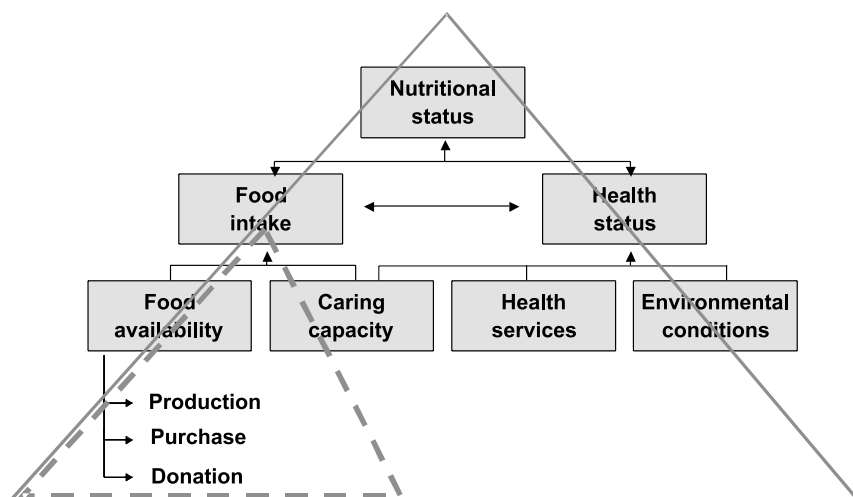 Nutritional
status
Food
intake
Health
status
Food
availability
Caring
capacity
Health
services
Environmental
conditions
Production
Purchase
Donation